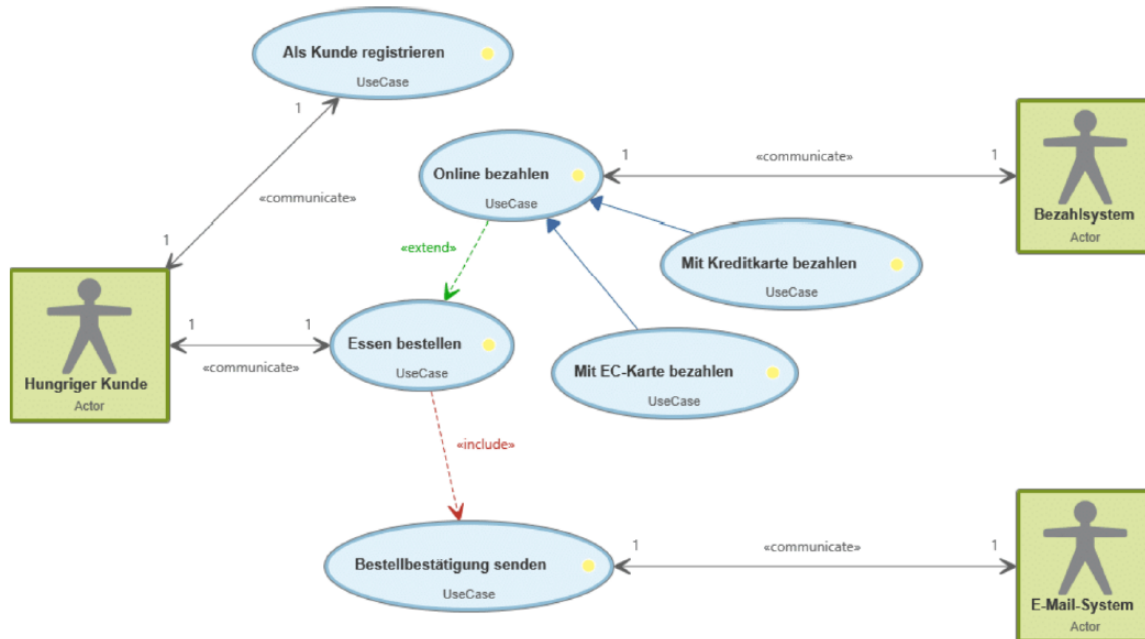 Als Kunde registrieren
UseCase
1
«communicate»
1
Online bezahlen
UseCase
1
«communicate»
1
Bezahlsystem
Actor
«extend»
Mit Kreditkarte bezahlen
UseCase
Hungriger Kunde
Actor
1
«communicate»
1
Essen bestellen
UseCase
Mit EC-Karte bezahlen
UseCase
«include»
Bestellbestätigung senden
UseCase
1
«communicate»
1
E-Mail-System
Actor